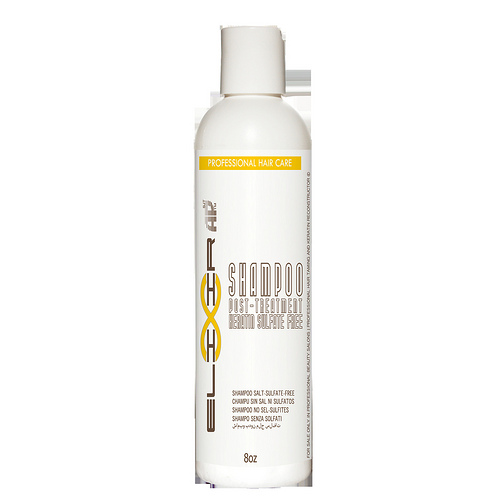 PROFESSIONAL HAIR CARE
ELIXIR
SHAMPOO
POST-TREATMENT
KERATIN SULFATE FREE
SHAMPOO SALT-SULFATE-FREE
CHAMPU SIN SAL NI SULFATOS
SHAMPOO NO SEL-SULFITES
SHAMPO SENZA SOLFATI
8oz
FOR SALE ONLY IN PROFESSIONAL BEAUTY SALONS / PROFESSIONAL HAIR TAMING AND KERATIN RECONSTRUCTOR ©